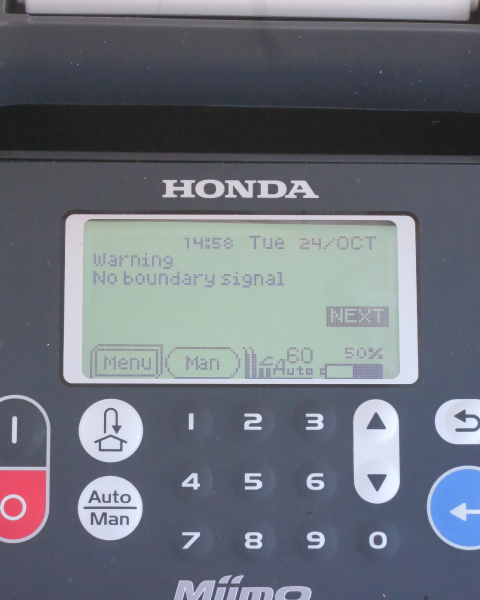 HONDA
14:58 Tue 24/OCT
Warning
No boundary signal
NEXT
Menu Man 60 Auto 50%
1 2 3
4 5 6
Auto
Man
7 8 9 0
Miimo